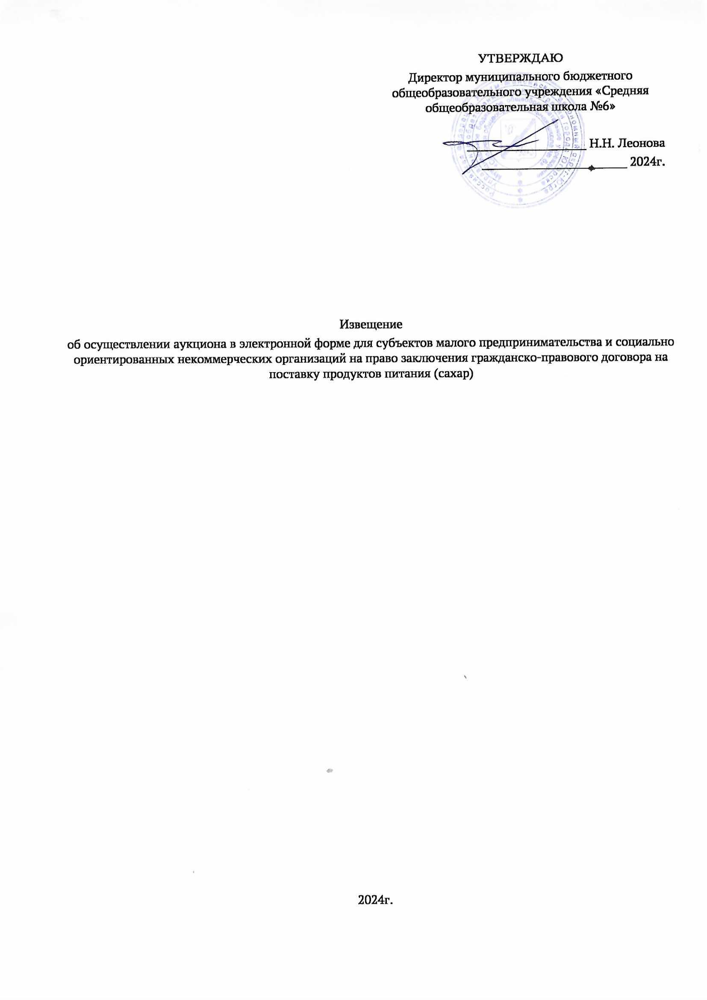 УТВЕРЖДАЮ
Директор муниципального бюджетного
общеобразовательного учреждения «Средняя
общеобразовательная школа №6»
Н.Н. Леонова
2024г.
Извещение
об осуществлении аукциона в электронной форме для субъектов малого предпринимательства и социально
ориентированных некоммерческих организаций на право заключения гражданско-правового договора на
поставку продуктов питания (сахар)
2024г.